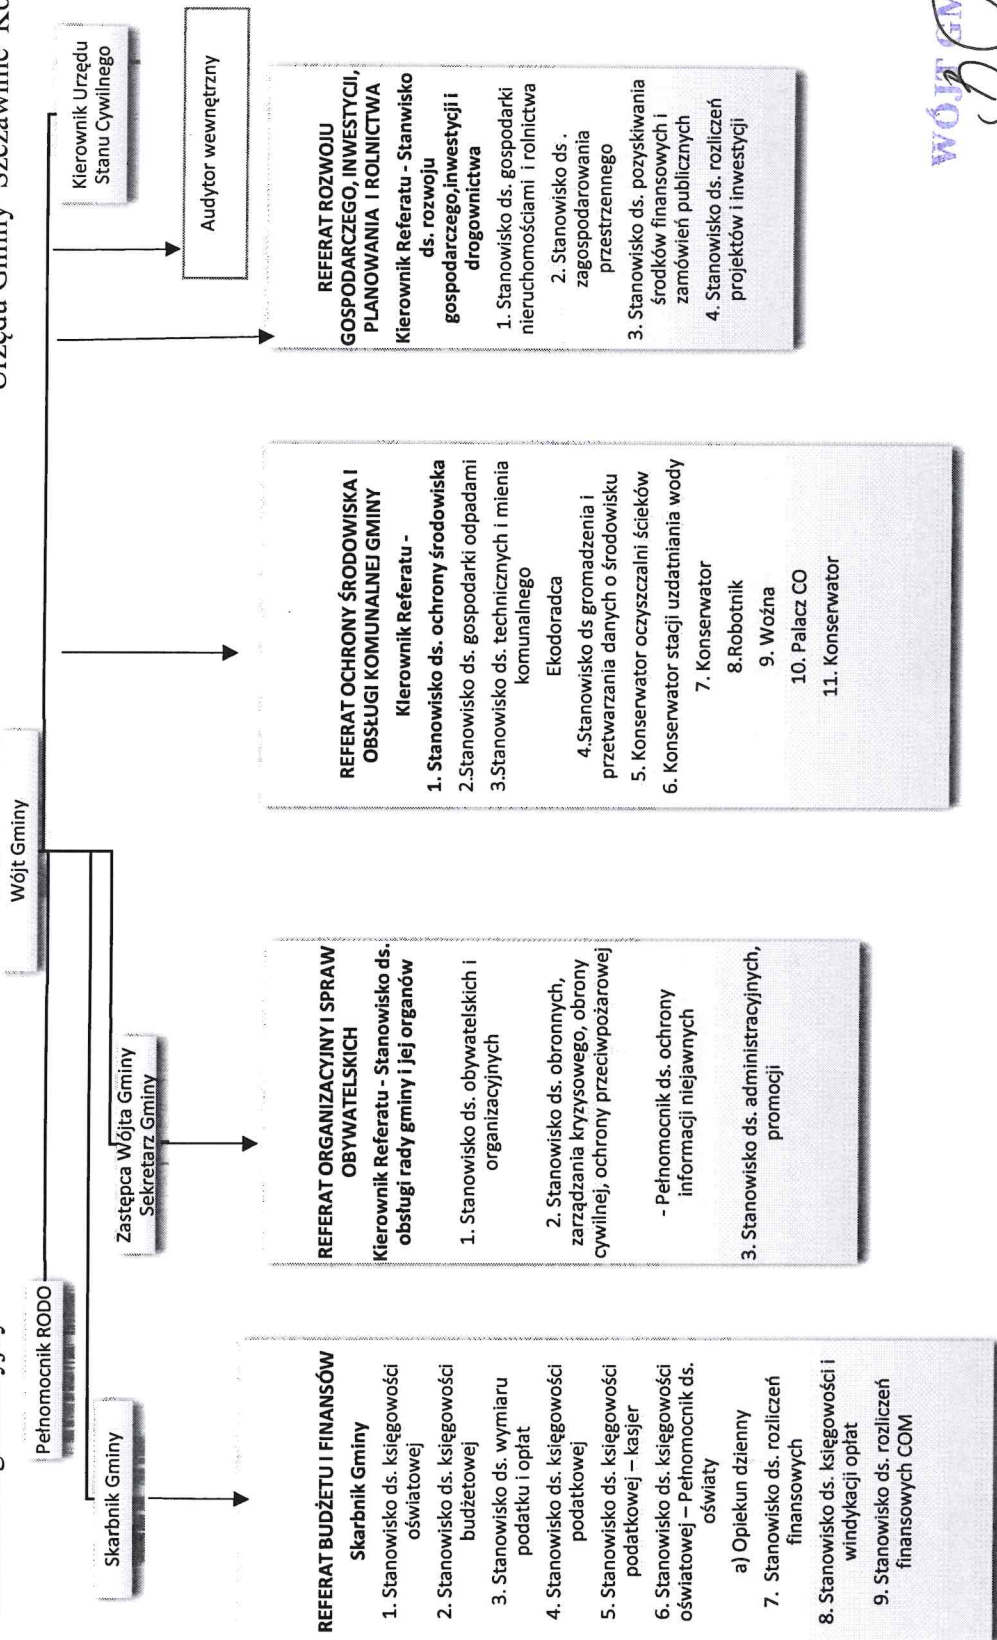 Urzędu Gminy Szczawinie
Wójt Gminy
Pełnomocnik RODO
Skarbnik Gminy
Zastępca Wójta Gminy
Sekretarz Gminy
Kierownik Urzędu
Stanu Cywilnego
Audytor wewnętrzny
REFERAT BUDŻETU I FINANSÓW
Skarbnik Gminy
1. Stanowisko ds. księgowości
oświatowej
2. Stanowisko ds. księgowości
budżetowej
3. Stanowisko ds. wymiaru
podatku i opłat
4. Stanowisko ds. księgowości
podatkowej
5. Stanowisko ds. księgowości
podatkowej – kasjer
6. Stanowisko ds. księgowości
oświatowej – Pełnomocnik ds.
oświaty
a) Opiekun dzienny
7. Stanowisko ds. rozliczeń
finansowych
8. Stanowisko ds. księgowości i
windykacji opłat
9. Stanowisko ds. rozliczeń
finansowych COM
REFERAT ORGANIZACYJNY I SPRAW
OBYWATELSKICH
Kierownik Referatu - Stanowisko ds.
obsługi rady gminy i jej organów
1. Stanowisko ds. obywatelskich i
organizacyjnych
2. Stanowisko ds. obronnych,
zarządzania kryzysowego, obrony
cywilnej, ochrony przeciwpożarowej
- Pełnomocnik ds. ochrony
informacji niejawnych
3. Stanowisko ds. administracyjnych,
promocji
REFERAT OCHRONY ŚRODOWISKA I
OBSŁUGI KOMUNALNEJ GMINY
Kierownik Referatu -
1. Stanowisko ds. ochrony środowiska
2.Stanowisko ds. gospodarki odpadami
3.Stanowisko ds. technicznych i mienia
komunalnego
Ekodoradca
4.Stanowisko ds gromadzenia i
przetwarzania danych o środowisku
5. Konserwator oczyszczalni ścieków
6. Konserwator stacji uzdatniania wody
7. Konserwator
8.Robotnik
9. Woźna
10. Palacz CO
11. Konserwator
REFERAT ROZWOJU
GOSPODARCZEGO, INWESTYCJI,
PLANOWANIA I ROLNICTWA
Kierownik Referatu - Stanwisko
ds. rozwoju
gospodarczego,inwestycji i
drogownictwa
1. Stanowisko ds. gospodarki
nieruchomościami i rolnictwa
2. Stanowisko ds .
zagospodarowania
przestrzennego
3. Stanowisko ds. pozyskiwania
środków finansowych i
zamówień publicznych
4. Stanowisko ds. rozliczeń
projektów i inwestycji
WÓJT